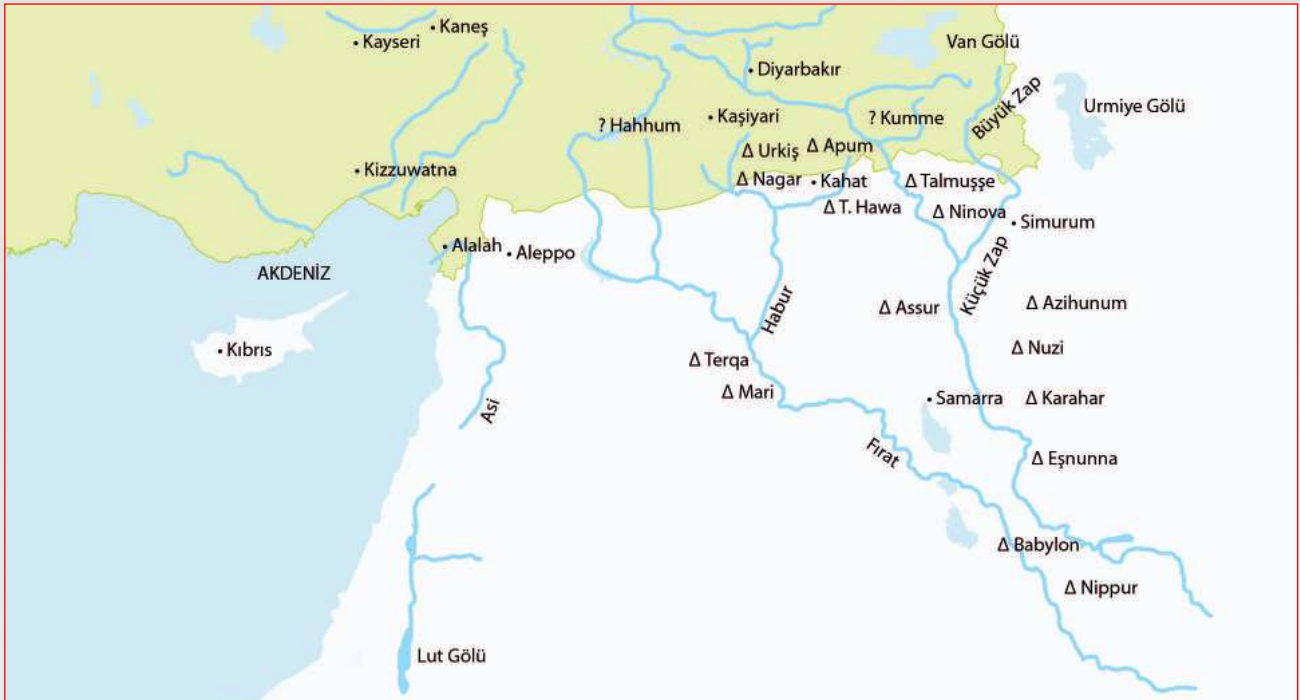 • Kaneş
• Kayseri
Van Gölü
• Diyarbakır
Büyük Zap
Urmiye Gölü
? Hahhum
• Kaşiyari
? Kumme
Δ Urkiş
Δ Apum
• Kizzuwatna
Δ Nagar
• Kahat
Δ Talmuşşe
Δ T. Hawa
Δ Ninova
• Simurum
• Alalah
• Aleppo
AKDENİZ
Habur
Küçük Zap
Δ Assur
Δ Azihunum
• Kıbrıs
Δ Terqa
Δ Nuzi
Δ Mari
• Samarra
Δ Karahar
Asi
Fırat
Δ Eşnunna
Δ Babylon
Δ Nippur
Lut Gölü